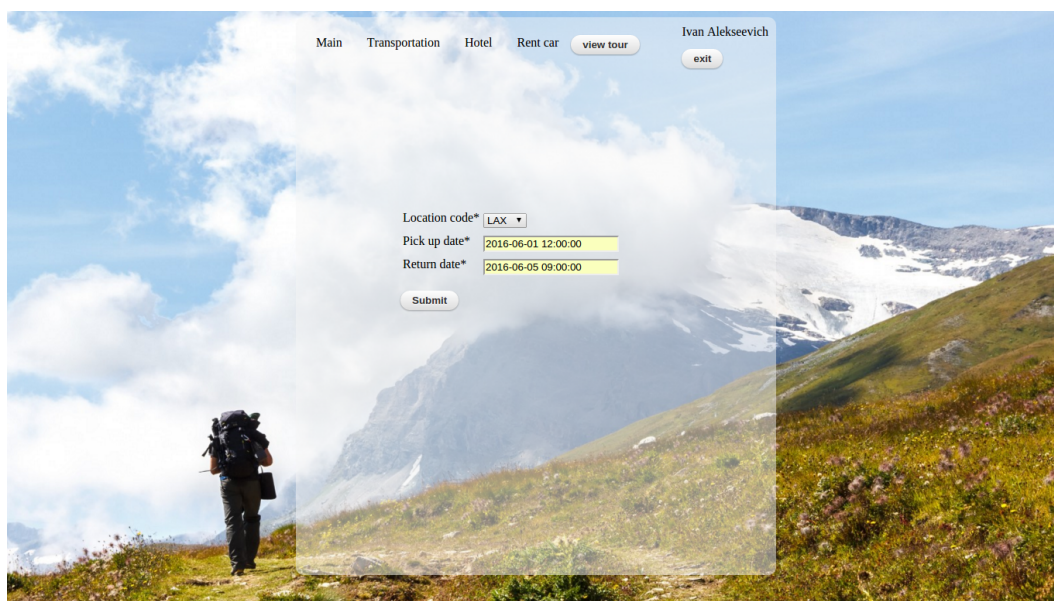 Main Transportation Hotel Rent car view tour
Ivan Alekseevich
exit
Location code* LAX
Pick up date* 2016-06-01 12:00:00
Return date* 2016-06-05 09:00:00
Submit